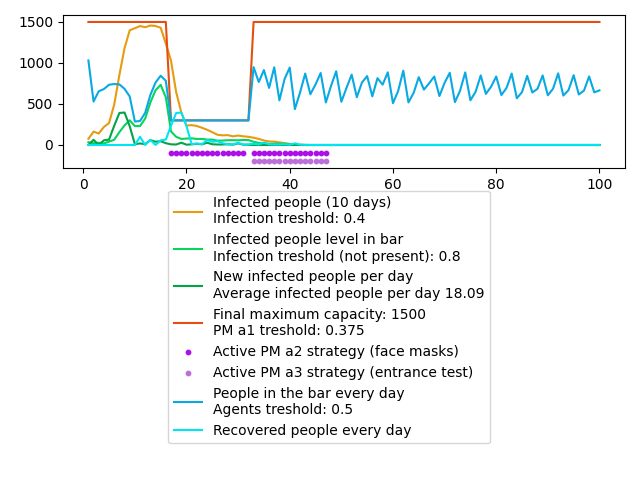 1500
1000
500
0
0
20
40
60
80
100
Infected people (10 days)
Infection treshold: 0.4
Infected people level in bar
Infection treshold (not present): 0.8
New infected people per day
Average infected people per day 18.09
Final maximum capacity: 1500
PM a1 treshold: 0.375
Active PM a2 strategy (face masks)
Active PM a3 strategy (entrance test)
People in the bar every day
Agents treshold: 0.5
Recovered people every day